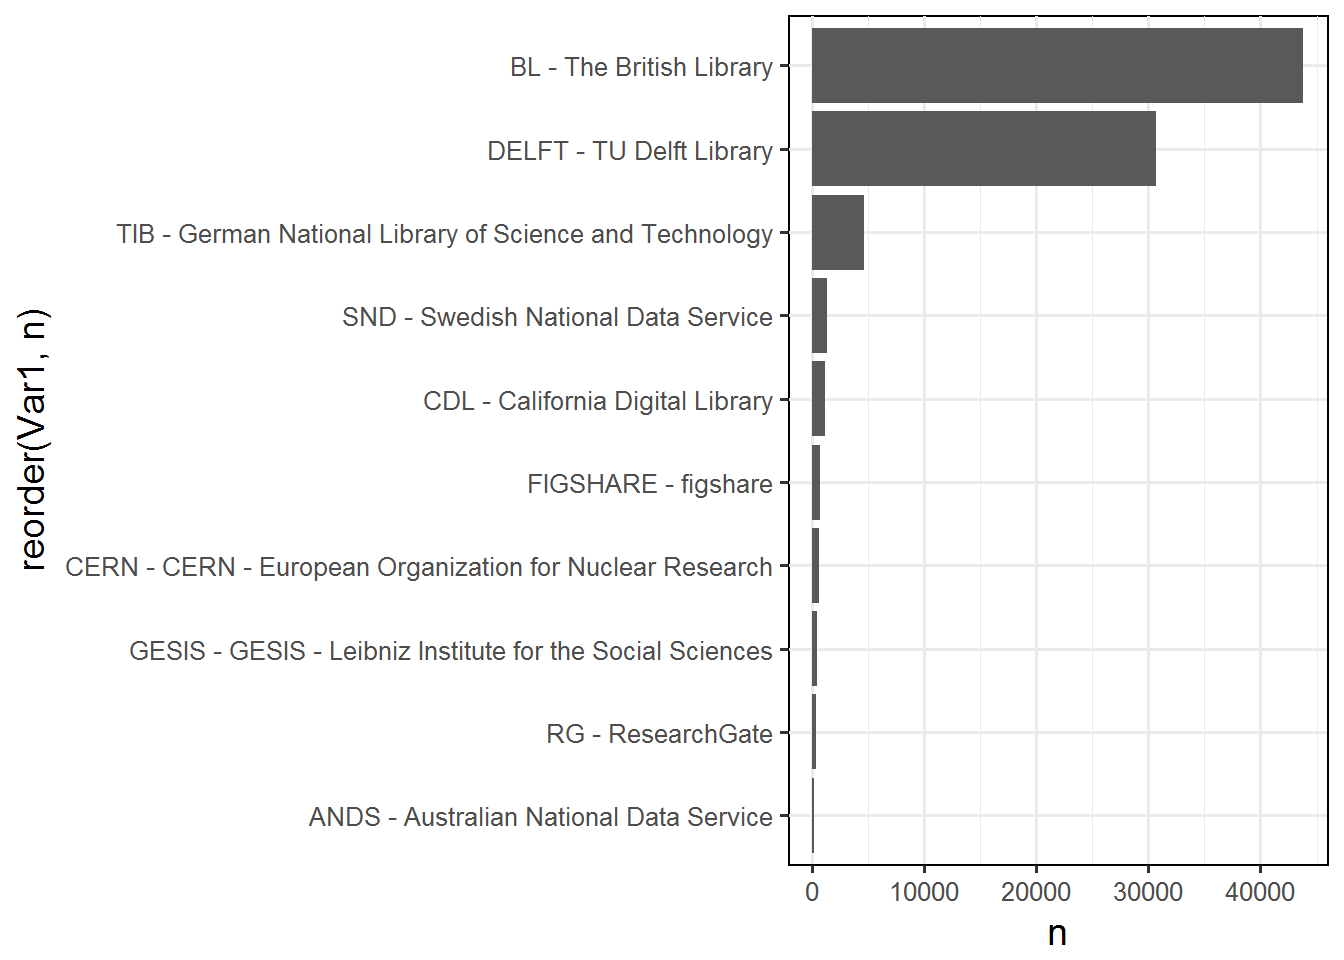 BL - The British Library
DELFT - TU Delft Library
TIB - German National Library of Science and Technology
SND - Swedish National Data Service
CDL - California Digital Library
FIGSHARE - figshare
CERN - CERN - European Organization for Nuclear Research
GESIS - GESIS - Leibniz Institute for the Social Sciences
RG - ResearchGate
ANDS - Australian National Data Service
reorder(Var1, n)
0 10000 20000 30000 40000
n